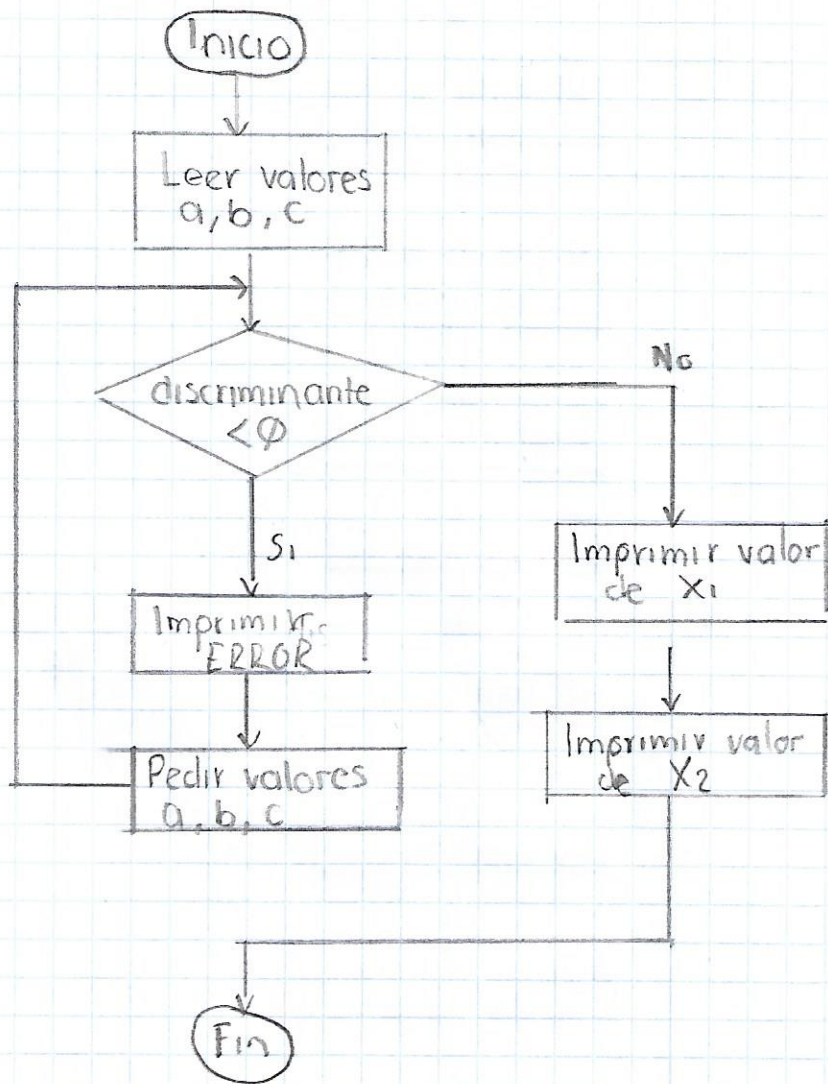 Inicio
Leer valores
a, b, c
discriminante
<0
No
Si
Imprimir
ERROR
Pedir valores
a, b, c
Imprimir valor
de X1
Imprimir valor
de X2
Fin